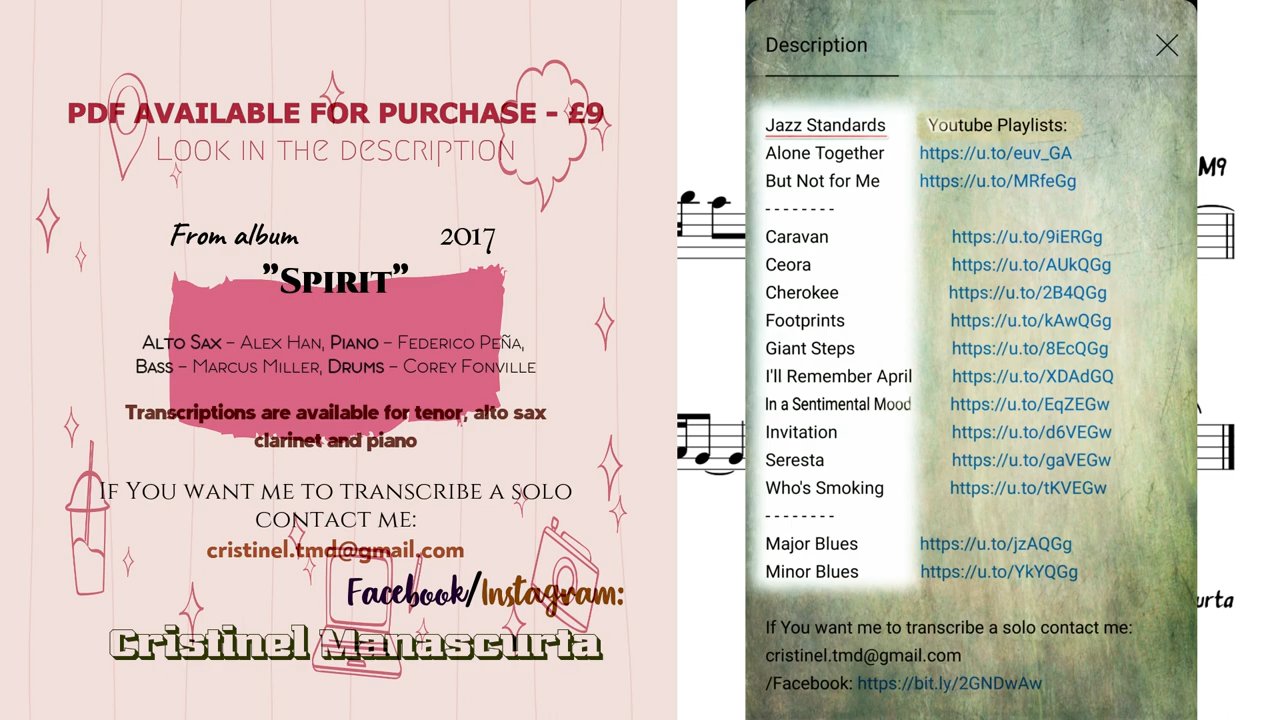 PDF AVAILABLE FOR PURCHASE - £9
Look in the description
From album 2017
"Spirit"
Alto Sax – Alex Han, Piano – Federico Peña,
Bass – Marcus Miller, Drums – Corey Fonville
Transcriptions are available for tenor, alto sax
clarinet and piano
If You want me to transcribe a solo
contact me:
cristinel.tmd@gmail.com
Facebook/Instagram:
Cristinel Manascurta
Description
Jazz Standards Youtube Playlists:
Alone Together https://u.to/euv_GA
But Not for Me https://u.to/MRfeGg
- - - - - - - -
Caravan https://u.to/9iERGg
Ceora https://u.to/AUkQGg
Cherokee https://u.to/2B4QGg
Footprints https://u.to/kAwQGg
Giant Steps https://u.to/8EcQGg
I'll Remember April https://u.to/XDAdGQ
In a Sentimental Mood https://u.to/EqZEGw
Invitation https://u.to/d6VEGw
Seresta https://u.to/gaVEGw
Who's Smoking https://u.to/tKVEGw
- - - - - - - -
Major Blues https://u.to/jzAQGg
Minor Blues https://u.to/YkYQGg
If You want me to transcribe a solo contact me:
cristinel.tmd@gmail.com
/Facebook: https://bit.ly/2GNDwAw
M9
urta